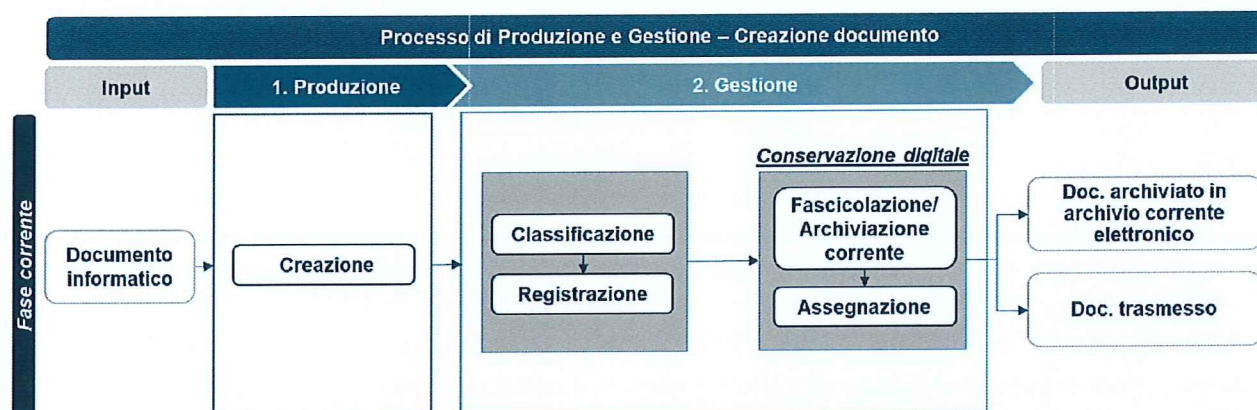 Processo di Produzione e Gestione – Creazione documento
Input
1. Produzione
2. Gestione
Output
Fase corrente
Documento
informatico
Creazione
Classificazione
Registrazione
Conservazione digitale
Fascicolazione/
Archiviazione
corrente
Assegnazione
Doc. archiviato in
archivio corrente
elettronico
Doc. trasmesso